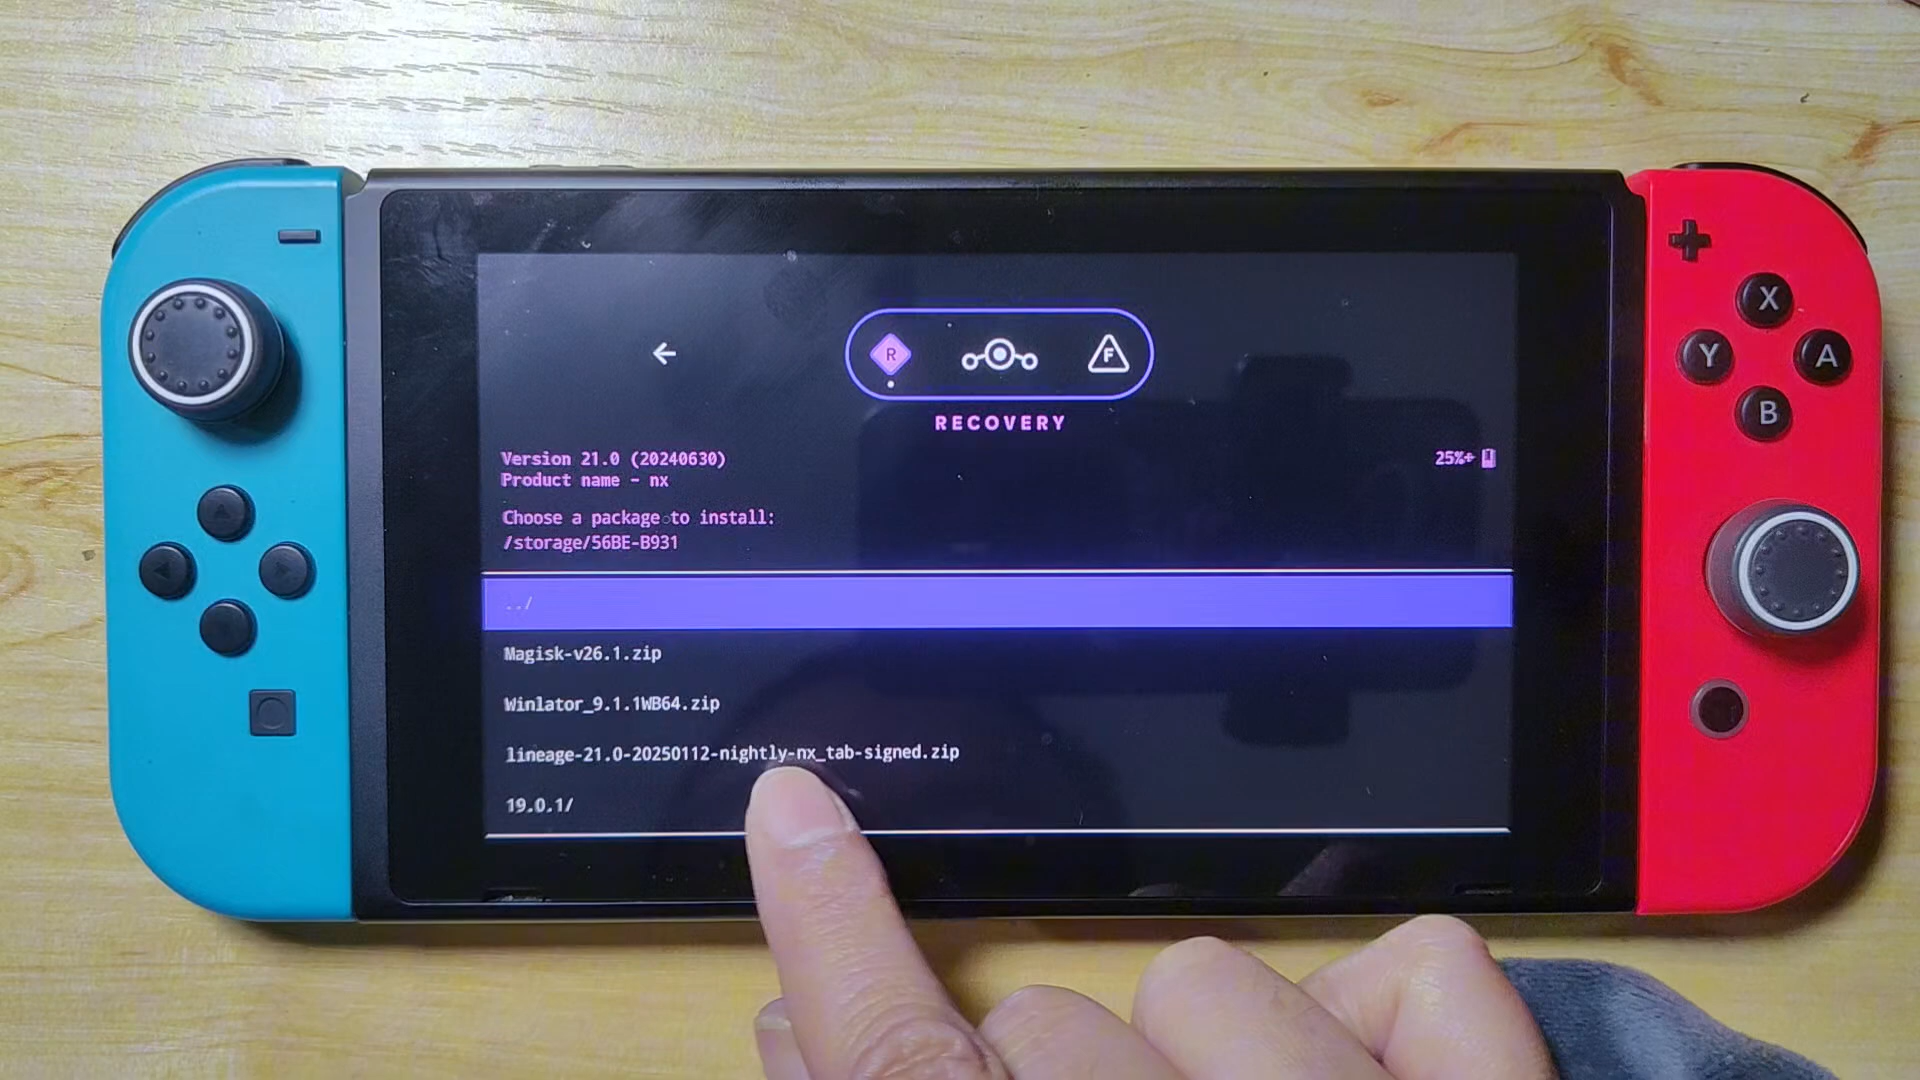 R
F
RECOVERY
Version 21.0 (20240630)
25%+
Product name - nx
Choose a package to install:
/storage/56BE-B931
../
Magisk-v26.1.zip
Winlator_9.1.1WB64.zip
lineage-21.0-20250112-nightly-nx_tab-signed.zip
19.0.1/
X
Y
A
B